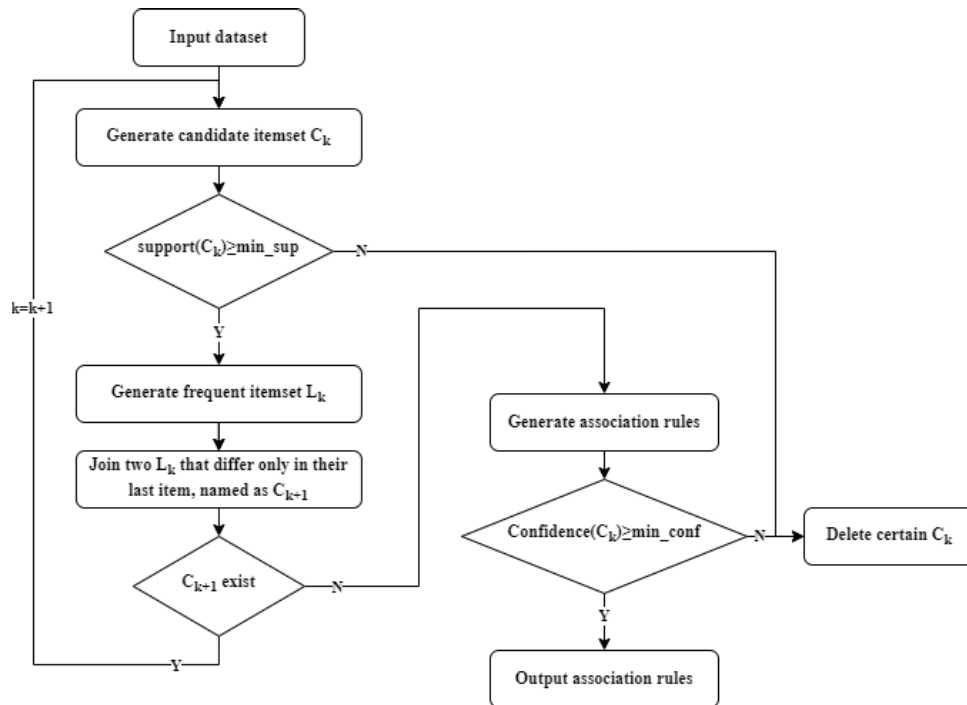 Input dataset
Generate candidate itemset Cₖ
support(Cₖ)≥min_sup
N
k=k+1
Y
Generate frequent itemset Lₖ
Join two Lₖ that differ only in their
last item, named as Cₖ₊₁
Cₖ₊₁ exist
N
Y
Generate association rules
Confidence(Cₖ)≥min_conf
N
Delete certain Cₖ
Y
Output association rules